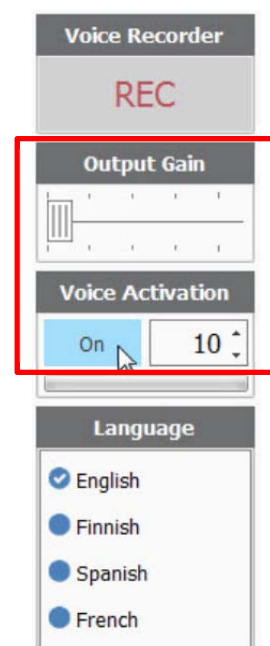 Voice Recorder
REC
Output Gain
Voice Activation
On 10
Language
English
Finnish
Spanish
French